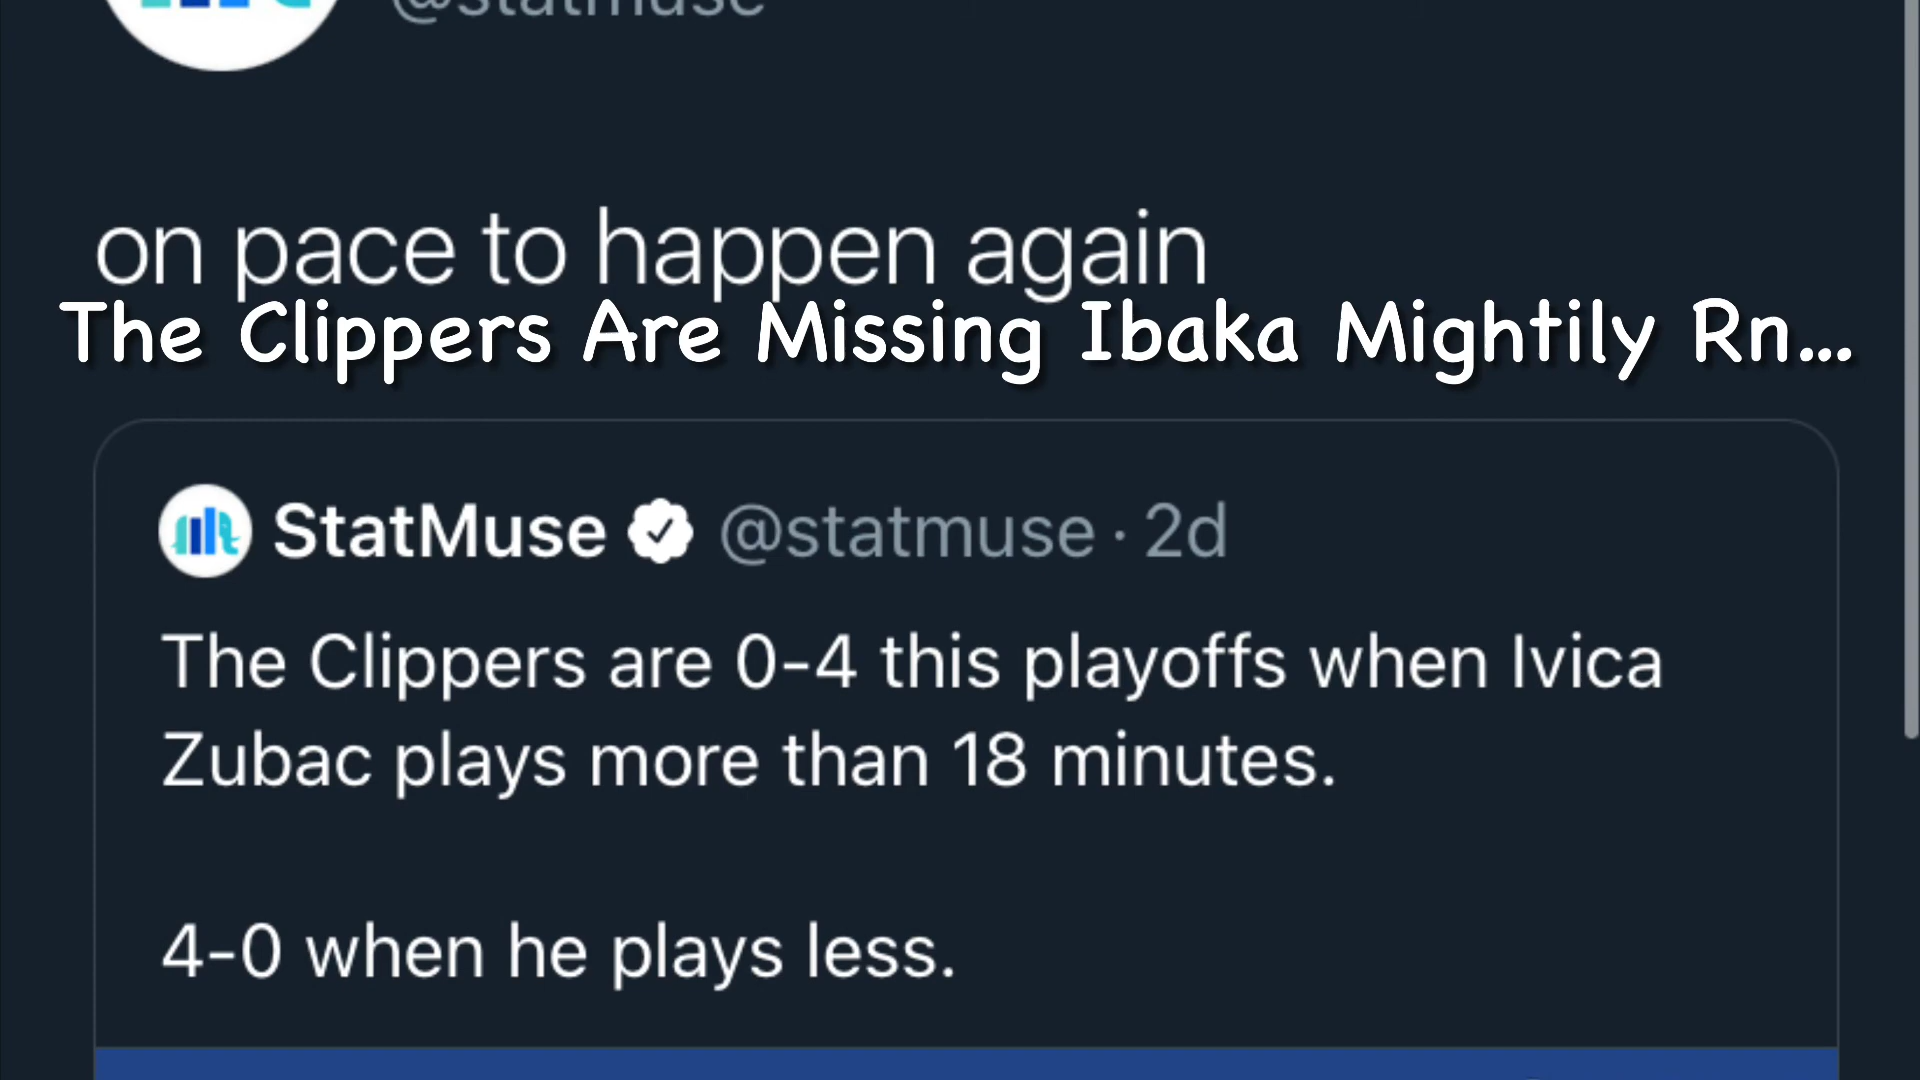 @statmuse
on pace to happen again
The Clippers Are Missing Ibaka Mightily Rn...
StatMuse @statmuse · 2d
The Clippers are 0-4 this playoffs when Ivica
Zubac plays more than 18 minutes.
4-0 when he plays less.